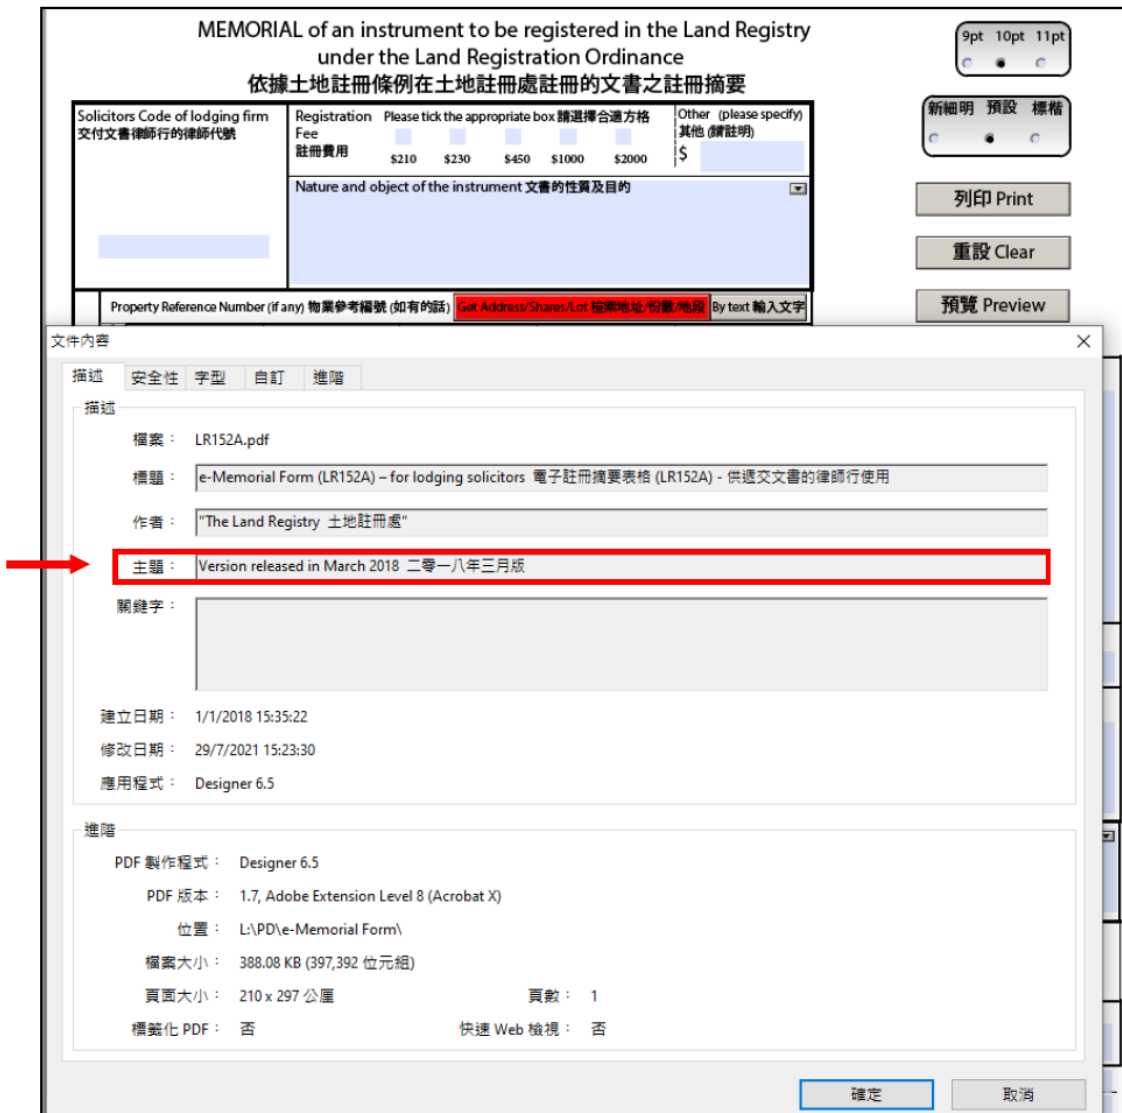 MEMORIAL of an instrument to be registered in the Land Registry
under the Land Registration Ordinance
依據土地註冊條例在土地註冊處註冊的文書之註冊摘要
9pt 10pt 11pt
新細明 預設 標楷
Solicitors Code of lodging firm
交付文書律師行的律師代號
Registration Fee
註冊費用
Please tick the appropriate box 請選擇合適方格
$210 $230 $450 $1000 $2000
Other (please specify)
其他 (請註明)
$
Nature and object of the instrument 文書的性質及目的
列印 Print
重設 Clear
預覽 Preview
Property Reference Number (if any) 物業參考編號 (如有的話) Get Address/Shares/Lot 檢索地址/份數/地段 By text 輸入文字
文件內容
描述 安全性 字型 自訂 進階
描述
檔案： LR152A.pdf
標題： e-Memorial Form (LR152A) – for lodging solicitors 電子註冊摘要表格 (LR152A) - 供遞交文書的律師行使用
作者： "The Land Registry 土地註冊處"
主題： Version released in March 2018 二零一八年三月版
關鍵字：
建立日期： 1/1/2018 15:35:22
修改日期： 29/7/2021 15:23:30
應用程式： Designer 6.5
進階
PDF 製作程式： Designer 6.5
PDF 版本： 1.7, Adobe Extension Level 8 (Acrobat X)
位置： L:\PD\e-Memorial Form\
檔案大小： 388.08 KB (397,392 位元組)
頁面大小： 210 x 297 公厘 頁數： 1
標籤化 PDF： 否 快速 Web 檢視： 否
確定 取消